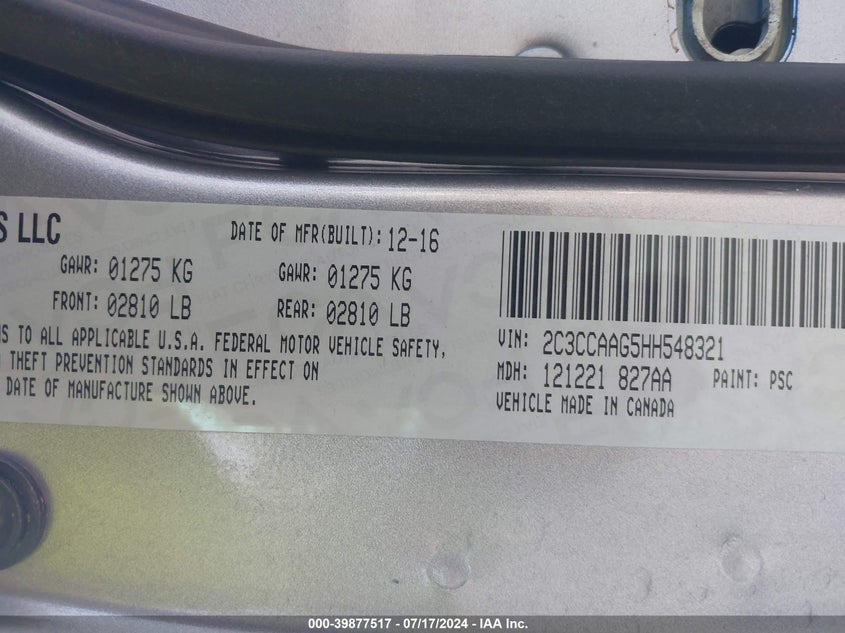 S LLC
DATE OF MFR(BUILT): 12-16
GAWR: 01275 KG GAWR: 01275 KG
FRONT: 02810 LB REAR: 02810 LB
TO ALL APPLICABLE U.S.A. FEDERAL MOTOR VEHICLE SAFETY,
THEFT PREVENTION STANDARDS IN EFFECT ON
DATE OF MANUFACTURE SHOWN ABOVE.
VIN: 2C3CCAAG5HH548321
MDH: 121221 827AA PAINT: PSC
VEHICLE MADE IN CANADA
000-39877517 - 07/17/2024 - IAA Inc.